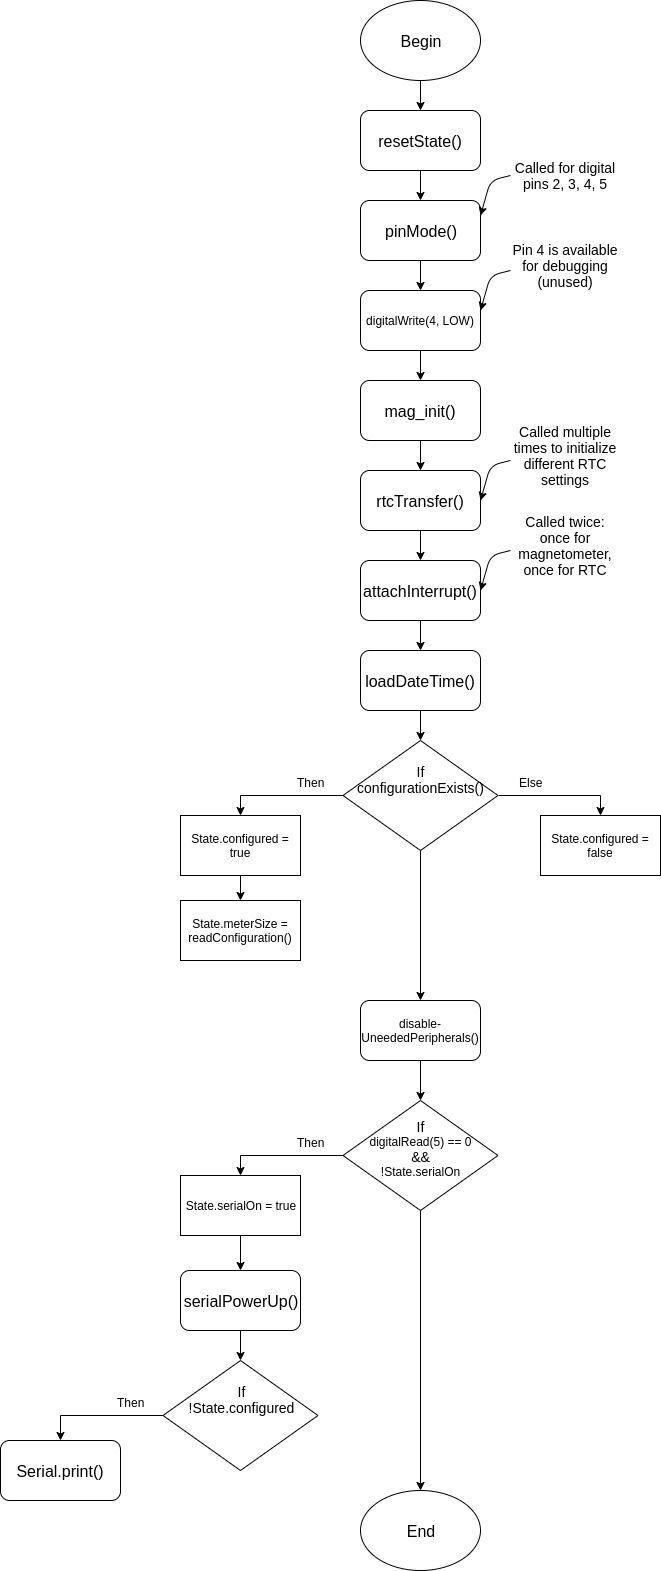 Begin
resetState()
Called for digital
pins 2, 3, 4, 5
pinMode()
Pin 4 is available
for debugging
(unused)
digitalWrite(4, LOW)
mag_init()
Called multiple
times to initialize
different RTC
settings
rtcTransfer()
Called twice:
once for
magnetometer,
once for RTC
attachInterrupt()
loadDateTime()
If
configurationExists()
Then
Else
State.configured =
true
State.configured =
false
State.meterSize =
readConfiguration()
disable-
UneededPeripherals()
If
digitalRead(5) == 0
&&
!State.serialOn
Then
State.serialOn = true
serialPowerUp()
If
!State.configured
Then
Serial.print()
End